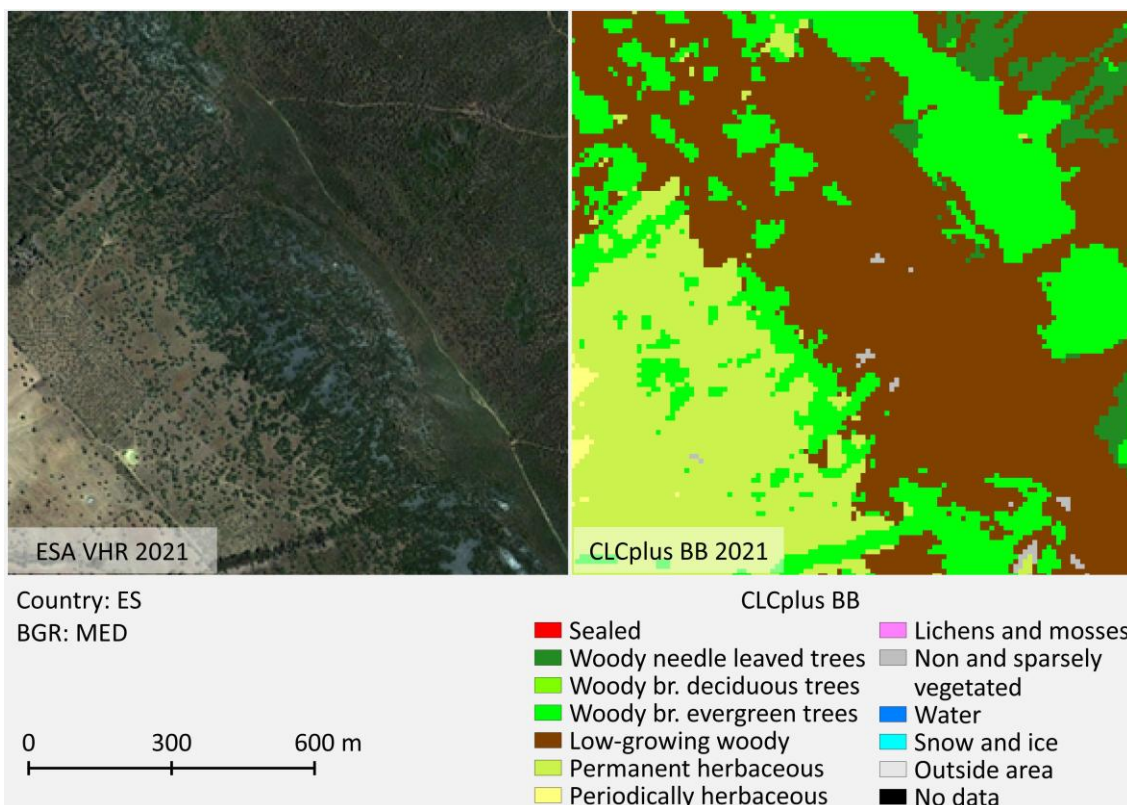 ESA VHR 2021
CLCplus BB 2021
Country: ES
BGR: MED
0 300 600 m
CLCplus BB
Sealed
Woody needle leaved trees
Woody br. deciduous trees
Woody br. evergreen trees
Low-growing woody
Permanent herbaceous
Periodically herbaceous
Lichens and mosses
Non and sparsely
vegetated
Water
Snow and ice
Outside area
No data